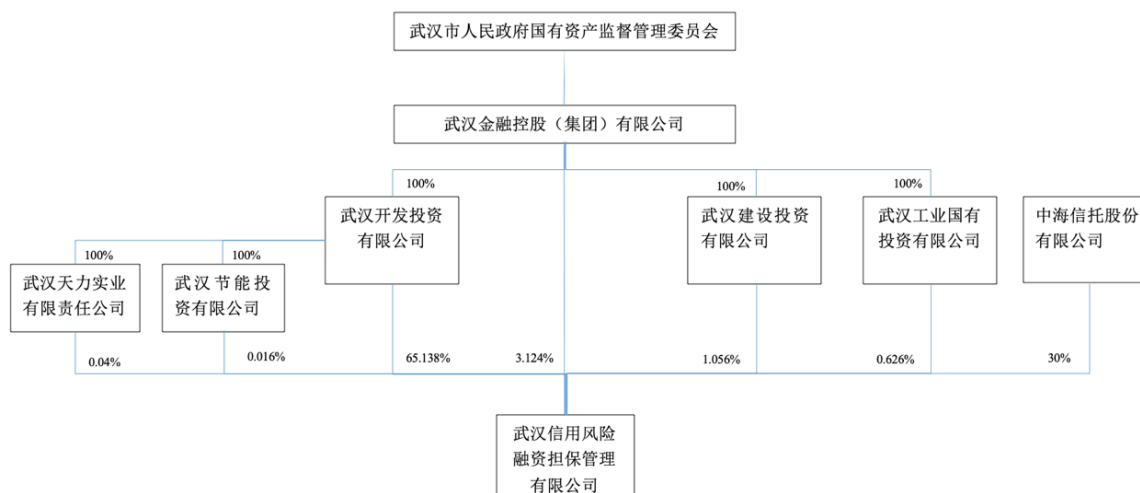 武汉市人民政府国有资产监督管理委员会
武汉金融控股（集团）有限公司
100%
100%
100%
武汉开发投资
有限公司
武汉建设投资
有限公司
武汉工业国有
投资有限公司
中海信托股份
有限公司
100%
100%
武汉天力实业
有限责任公司
武汉节能投
资有限公司
0.04%
0.016%
65.138%
3.124%
1.056%
0.626%
30%
武汉信用风险
融资担保管理
有限公司